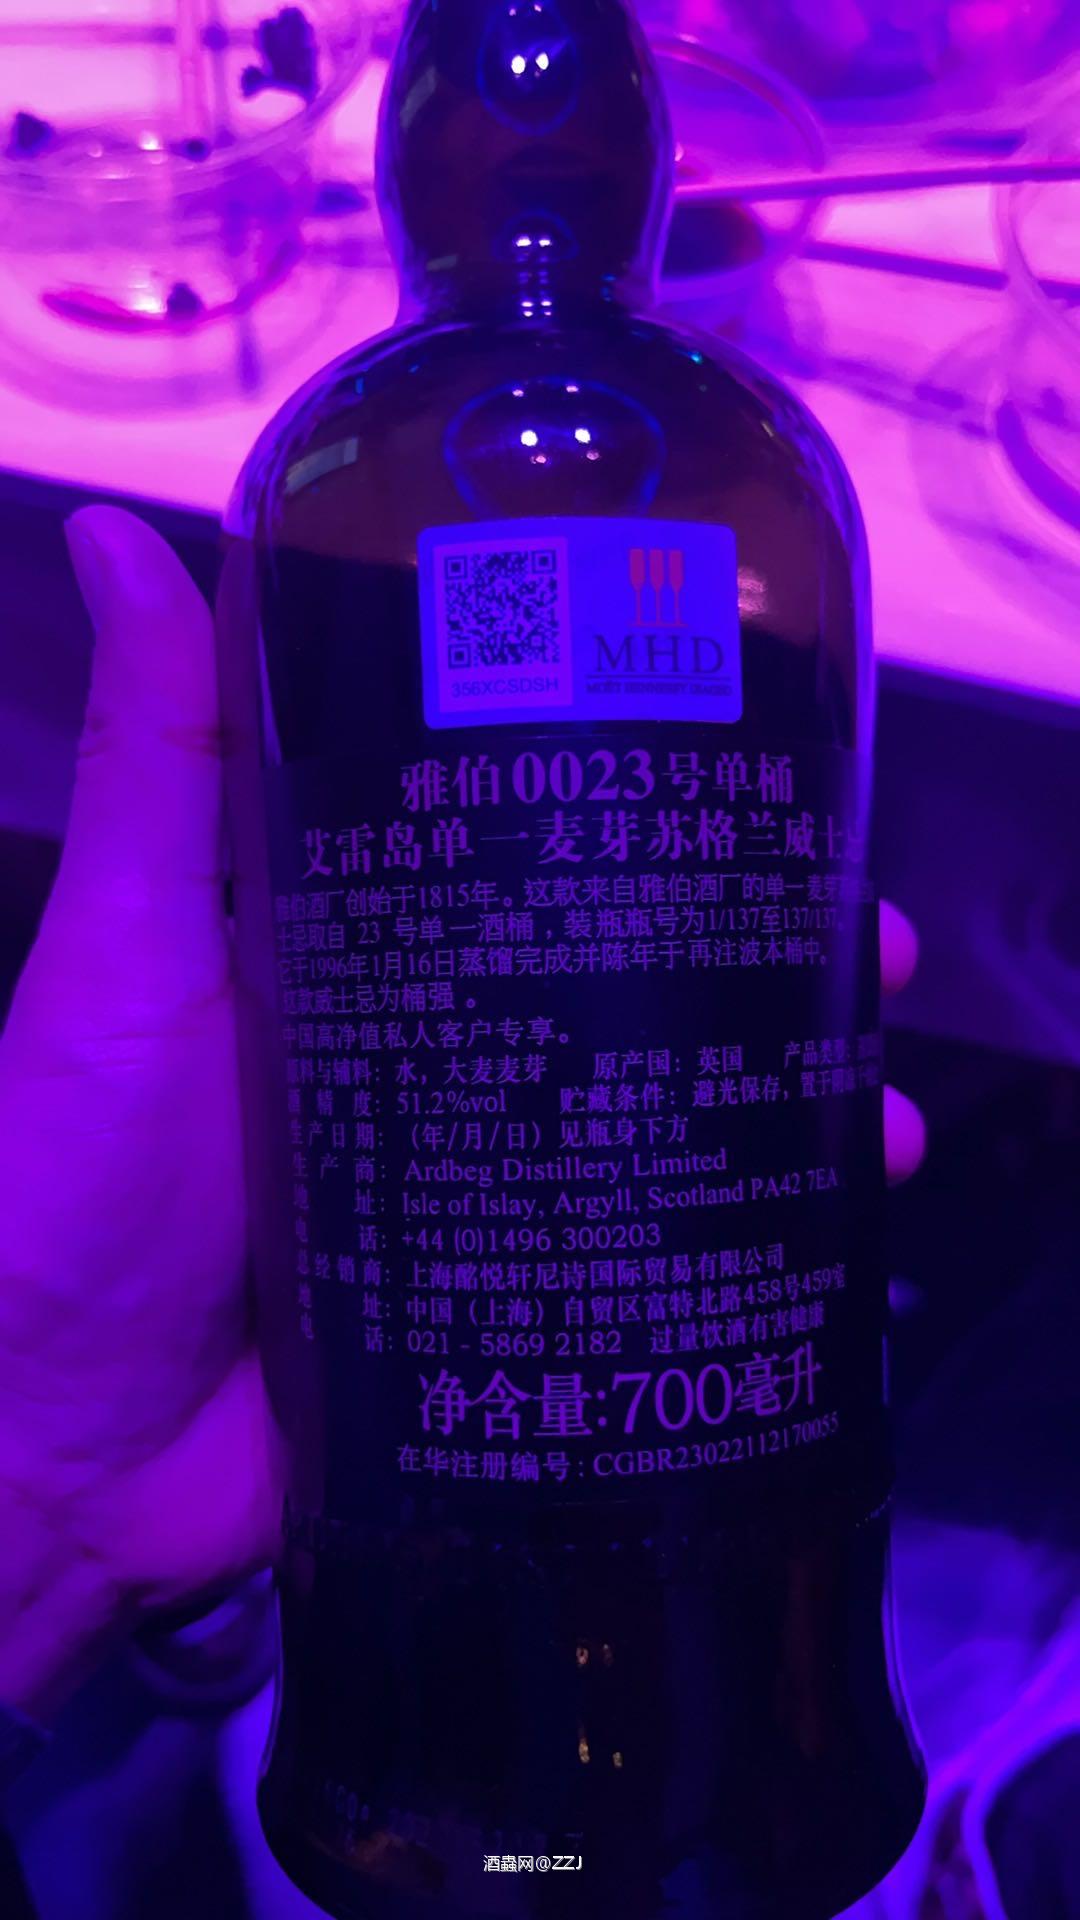 356XCSDSH
MHD
MOËT HENNESSY DIAGEO
雅伯0023号单桶
艾雷岛单一麦芽苏格兰威士忌
雅伯酒厂创始于1815年。这款来自雅伯酒厂的单一麦芽
士忌取自 23 号单一酒桶，装瓶瓶号为1/137至137/137。
它于1996年1月16日蒸馏完成并陈年于再注波本桶中。
这款威士忌为桶强。
中国高净值私人客户专享。
原料与辅料：水，大麦麦芽 原产国：英国 产品类型：
酒精度：51.2%vol 贮藏条件：避光保存，置于阴凉干
生产日期：（年/月/日）见瓶身下方
生产商：Ardbeg Distillery Limited
地址：Isle of Islay, Argyll, Scotland PA42 7EA
电话：+44 (0)1496 300203
总经销商：上海酩悦轩尼诗国际贸易有限公司
地址：中国（上海）自贸区富特北路458号459室
电话：021 - 5869 2182 过量饮酒有害健康
净含量:700毫升
在华注册编号：CGBR23022112170055
酒蟲网@ZZJ